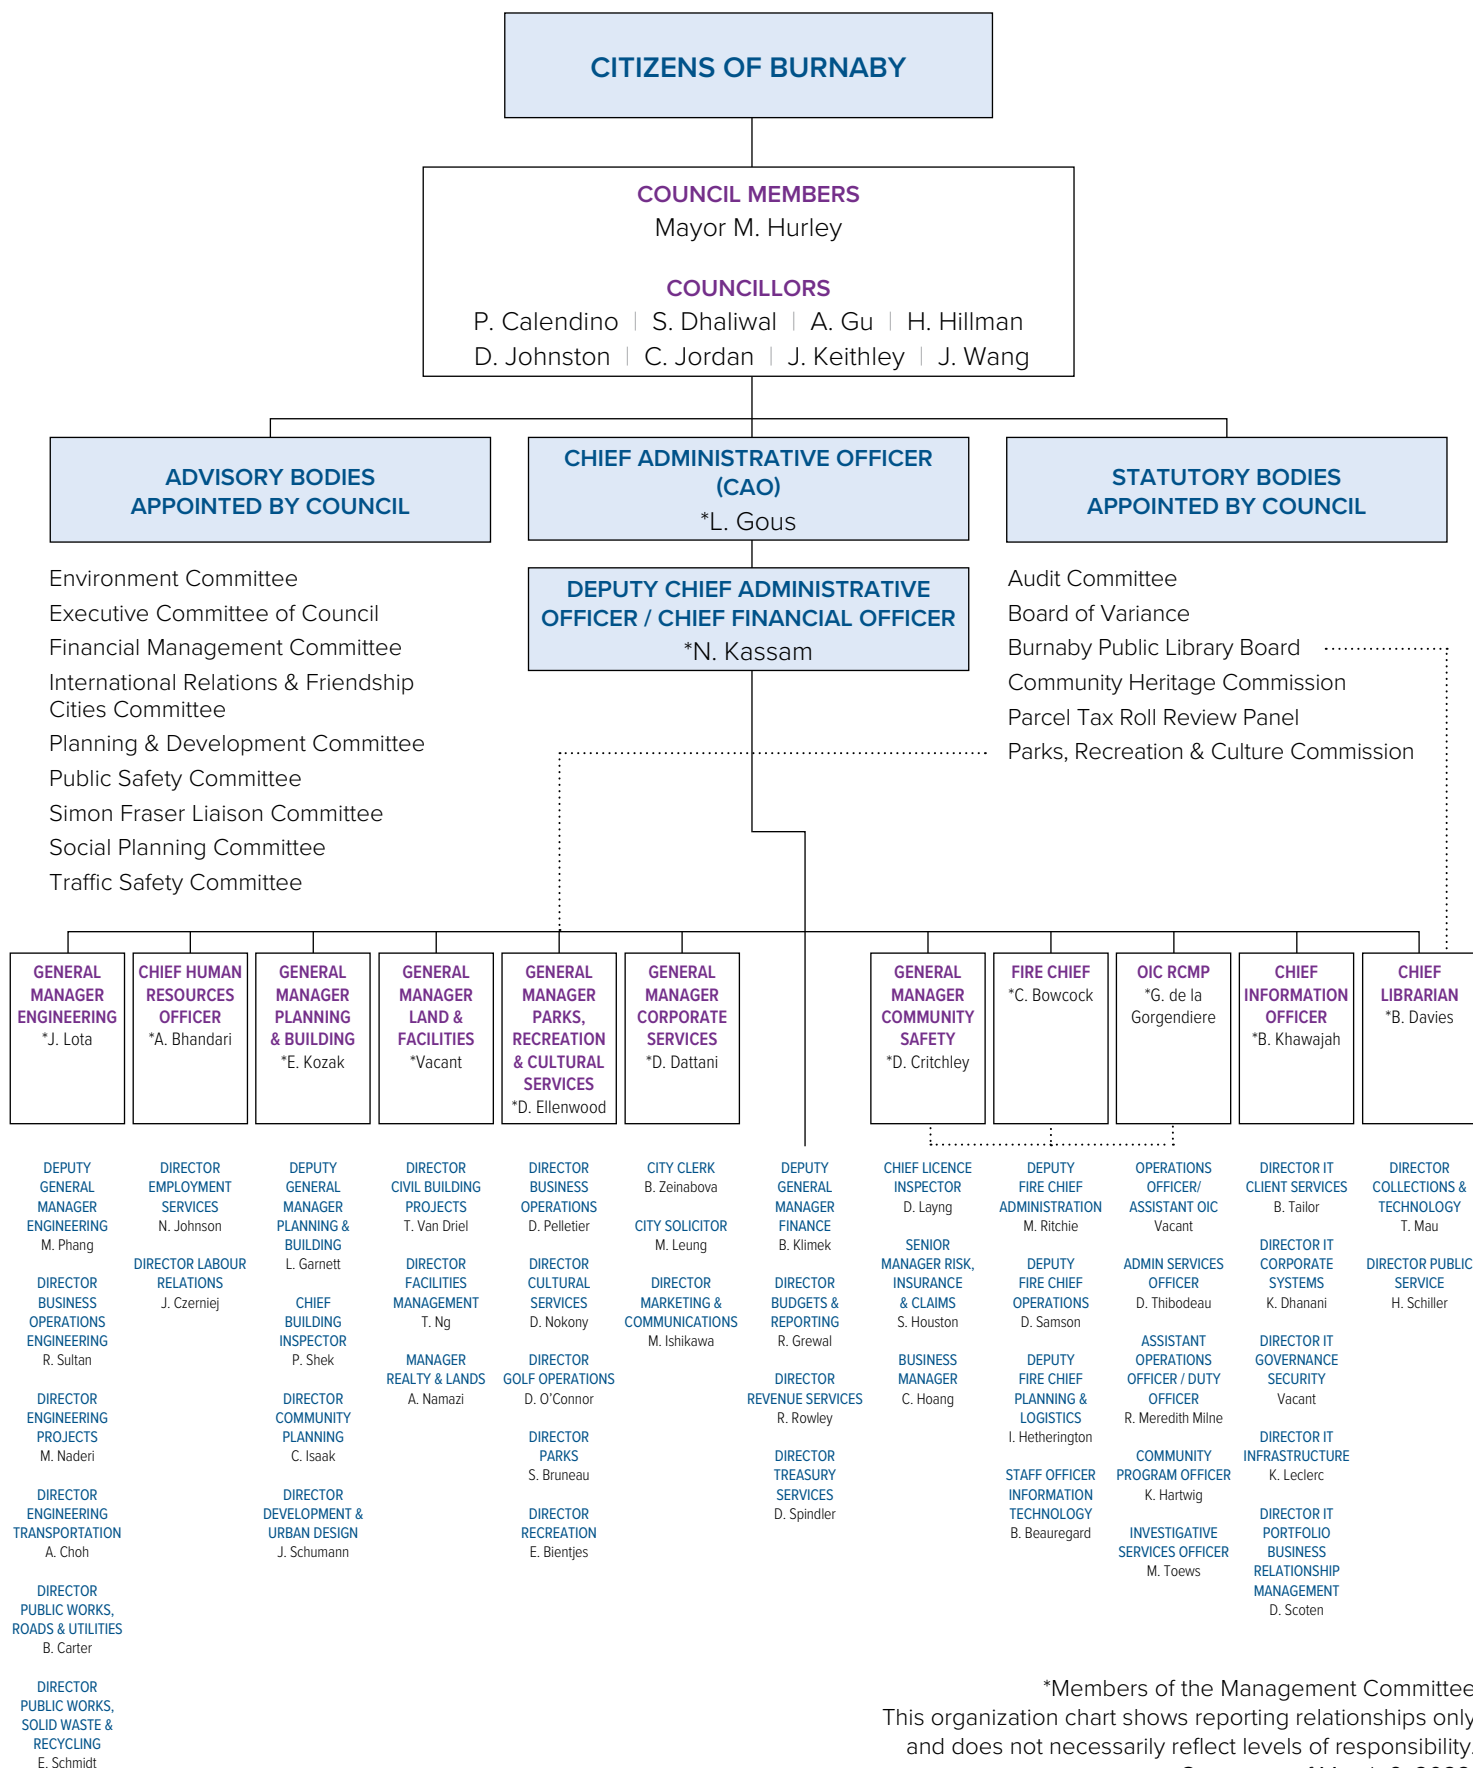 CITIZENS OF BURNABY
COUNCIL MEMBERS
Mayor M. Hurley
COUNCILLORS
P. Calendino | S. Dhaliwal | A. Gu | H. Hillman
D. Johnston | C. Jordan | J. Keithley | J. Wang
ADVISORY BODIES
APPOINTED BY COUNCIL
Environment Committee
Executive Committee of Council
Financial Management Committee
International Relations & Friendship
Cities Committee
Planning & Development Committee
Public Safety Committee
Simon Fraser Liaison Committee
Social Planning Committee
Traffic Safety Committee
CHIEF ADMINISTRATIVE OFFICER
(CAO)
*L. Gous
DEPUTY CHIEF ADMINISTRATIVE
OFFICER / CHIEF FINANCIAL OFFICER
*N. Kassam
STATUTORY BODIES
APPOINTED BY COUNCIL
Audit Committee
Board of Variance
Burnaby Public Library Board
Community Heritage Commission
Parcel Tax Roll Review Panel
Parks, Recreation & Culture Commission
GENERAL
MANAGER
ENGINEERING
*J. Lota
DEPUTY
GENERAL
MANAGER
ENGINEERING
M. Phang
DIRECTOR
BUSINESS
OPERATIONS
ENGINEERING
R. Sultan
DIRECTOR
ENGINEERING
PROJECTS
M. Naderi
DIRECTOR
ENGINEERING
TRANSPORTATION
A. Choh
DIRECTOR
PUBLIC WORKS,
ROADS & UTILITIES
B. Carter
DIRECTOR
PUBLIC WORKS,
SOLID WASTE &
RECYCLING
E. Schmidt
CHIEF HUMAN
RESOURCES
OFFICER
*A. Bhandari
DIRECTOR
EMPLOYMENT
SERVICES
N. Johnson
DIRECTOR LABOUR
RELATIONS
J. Czerniej
GENERAL
MANAGER
PLANNING
& BUILDING
*E. Kozak
DEPUTY
GENERAL
MANAGER
PLANNING &
BUILDING
L. Garnett
CHIEF
BUILDING
INSPECTOR
P. Shek
DIRECTOR
COMMUNITY
PLANNING
C. Isaak
DIRECTOR
DEVELOPMENT &
URBAN DESIGN
J. Schumann
GENERAL
MANAGER
LAND &
FACILITIES
*Vacant
DIRECTOR
CIVIL BUILDING
PROJECTS
T. Van Driel
DIRECTOR
FACILITIES
MANAGEMENT
T. Ng
MANAGER
REALTY & LANDS
A. Namazi
GENERAL
MANAGER
PARKS,
RECREATION
& CULTURAL
SERVICES
*D. Ellenwood
DIRECTOR
BUSINESS
OPERATIONS
D. Pelletier
DIRECTOR
CULTURAL
SERVICES
D. Nokony
DIRECTOR
GOLF OPERATIONS
D. O'Connor
DIRECTOR
PARKS
S. Bruneau
DIRECTOR
RECREATION
E. Bientjes
GENERAL
MANAGER
CORPORATE
SERVICES
*D. Dattani
CITY CLERK
B. Zeinabova
CITY SOLICITOR
M. Leung
DIRECTOR
MARKETING &
COMMUNICATIONS
M. Ishikawa
DEPUTY
GENERAL
MANAGER
FINANCE
B. Klimek
DIRECTOR
BUDGETS &
REPORTING
R. Grewal
DIRECTOR
REVENUE SERVICES
R. Rowley
DIRECTOR
TREASURY
SERVICES
D. Spindler
GENERAL
MANAGER
COMMUNITY
SAFETY
*D. Critchley
CHIEF LICENCE
INSPECTOR
D. Layng
SENIOR
MANAGER RISK,
INSURANCE
& CLAIMS
S. Houston
BUSINESS
MANAGER
C. Hoang
FIRE CHIEF
*C. Bowcock
DEPUTY
FIRE CHIEF
ADMINISTRATION
M. Ritchie
DEPUTY
FIRE CHIEF
OPERATIONS
D. Samson
DEPUTY
FIRE CHIEF
PLANNING &
LOGISTICS
I. Hetherington
STAFF OFFICER
INFORMATION
TECHNOLOGY
B. Beauregard
OIC RCMP
*G. de la
Gorgendiere
OPERATIONS
OFFICER/
ASSISTANT OIC
Vacant
ADMIN SERVICES
OFFICER
D. Thibodeau
ASSISTANT
OPERATIONS
OFFICER / DUTY
OFFICER
R. Meredith Milne
COMMUNITY
PROGRAM OFFICER
K. Hartwig
INVESTIGATIVE
SERVICES OFFICER
M. Toews
CHIEF
INFORMATION
OFFICER
*B. Khawajah
DIRECTOR IT
CLIENT SERVICES
B. Tailor
DIRECTOR IT
CORPORATE
SYSTEMS
K. Dhanani
DIRECTOR IT
GOVERNANCE
SECURITY
Vacant
DIRECTOR IT
INFRASTRUCTURE
K. Leclerc
DIRECTOR IT
PORTFOLIO
BUSINESS
RELATIONSHIP
MANAGEMENT
D. Scoten
CHIEF
LIBRARIAN
*B. Davies
DIRECTOR
COLLECTIONS &
TECHNOLOGY
T. Mau
DIRECTOR PUBLIC
SERVICE
H. Schiller
*Members of the Management Committee
This organization chart shows reporting relationships only
and does not necessarily reflect levels of responsibility.